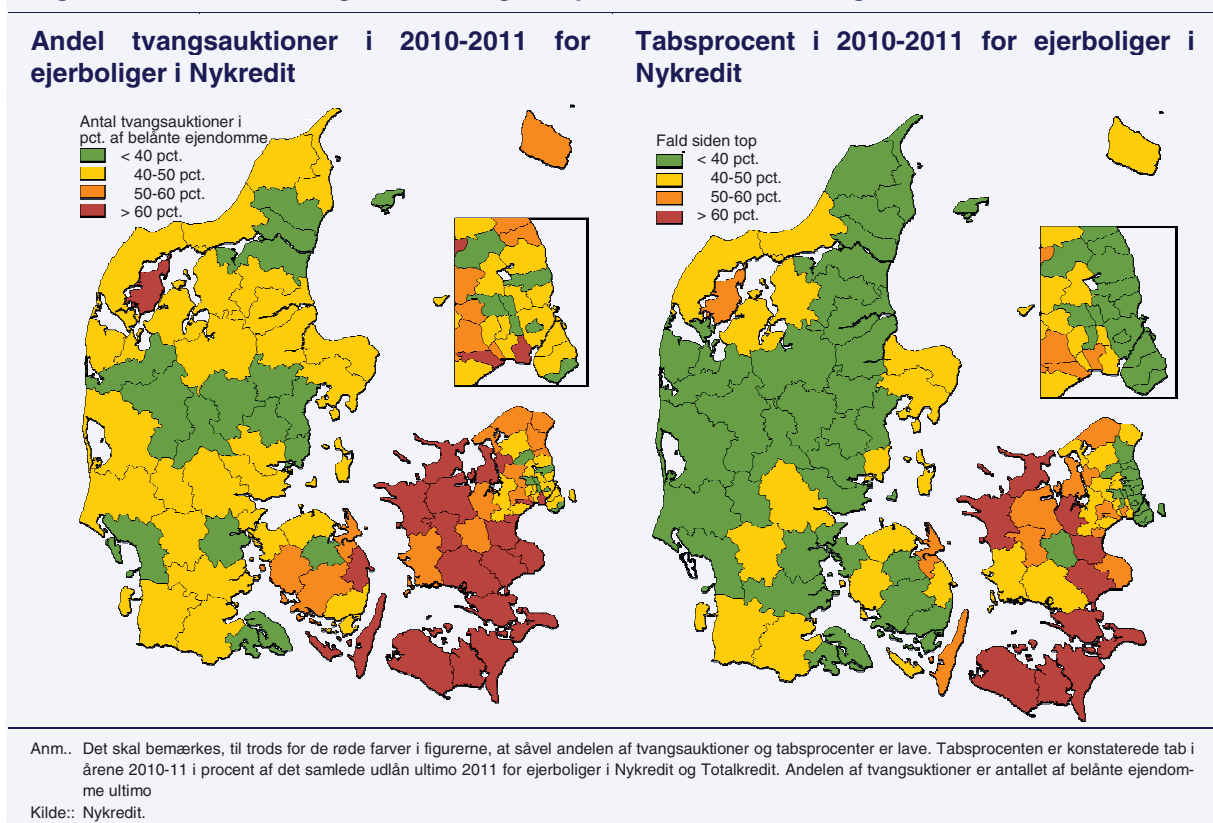 Andel tvangsauktioner i 2010-2011 for
ejerboliger i Nykredit
Antal tvangsauktioner i
pct. af belånte ejendomme
< 40 pct.
40-50 pct.
50-60 pct.
> 60 pct.
Tabsprocent i 2010-2011 for ejerboliger i
Nykredit
Fald siden top
< 40 pct.
40-50 pct.
50-60 pct.
> 60 pct.
Anm.. Det skal bemærkes, til trods for de røde farver i figurerne, at såvel andelen af tvangsauktioner og tabsprocenter er lave. Tabsprocenten er konstaterede tab i
årene 2010-11 i procent af det samlede udlån ultimo 2011 for ejerboliger i Nykredit og Totalkredit. Andelen af tvangsuktioner er antallet af belånte ejendom-
me ultimo
Kilde:: Nykredit.